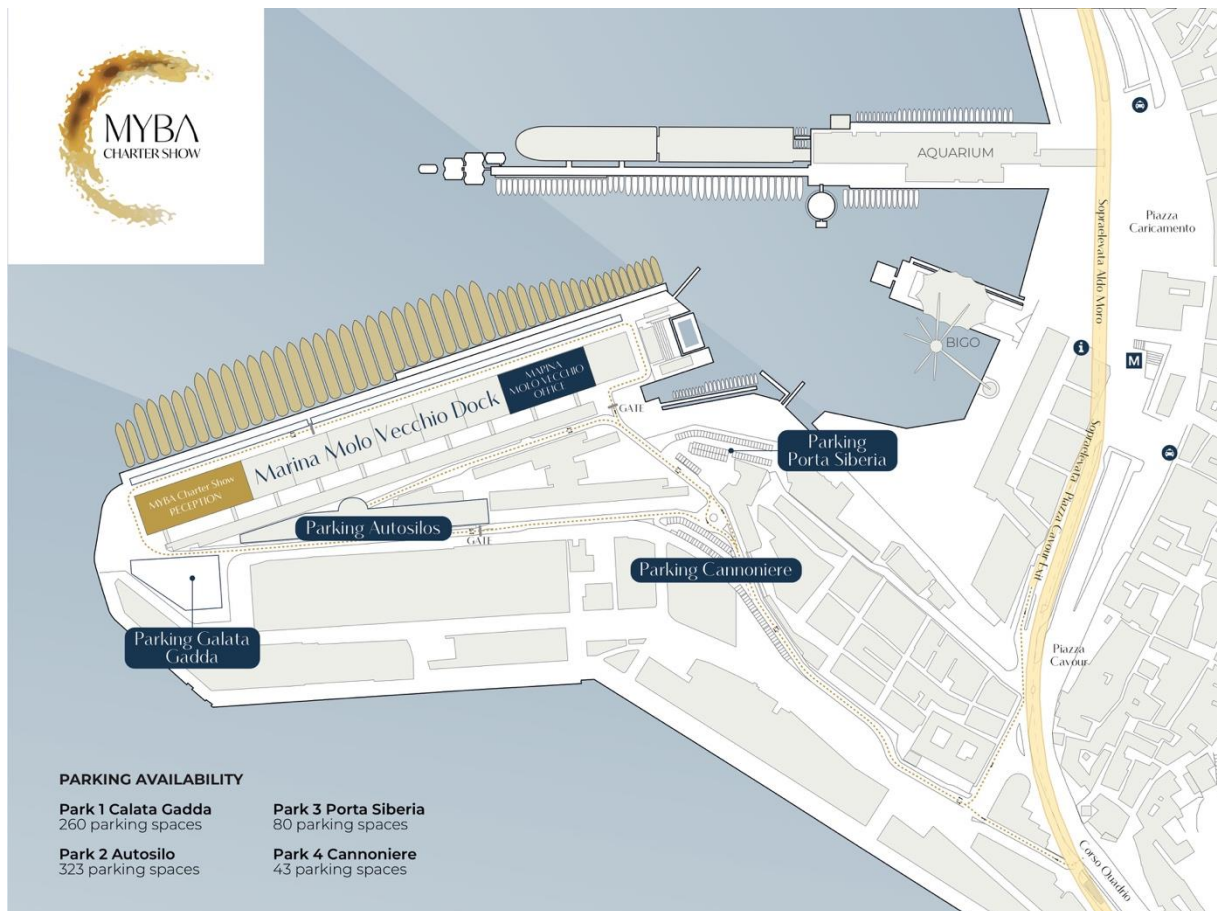 MYBA
CHARTER SHOW
AQUARIUM
Sopraelevata Aldo Moro
Piazza
Caricamento
BIGO
i
M
MARINA
MOLO VECCHIO
OFFICE
Marina Molo Vecchio Dock
GATE
Parking
Porta Siberia
MYBA Charter Show
RECEPTION
Parking Autosilos
GATE
Sopraelevata - Piazza Cavour Exit
Parking Cannoniere
Parking Galata
Gadda
Piazza
Cavour
Corso Quadrio
PARKING AVAILABILITY
Park 1 Calata Gadda
260 parking spaces
Park 3 Porta Siberia
80 parking spaces
Park 2 Autosilo
323 parking spaces
Park 4 Cannoniere
43 parking spaces